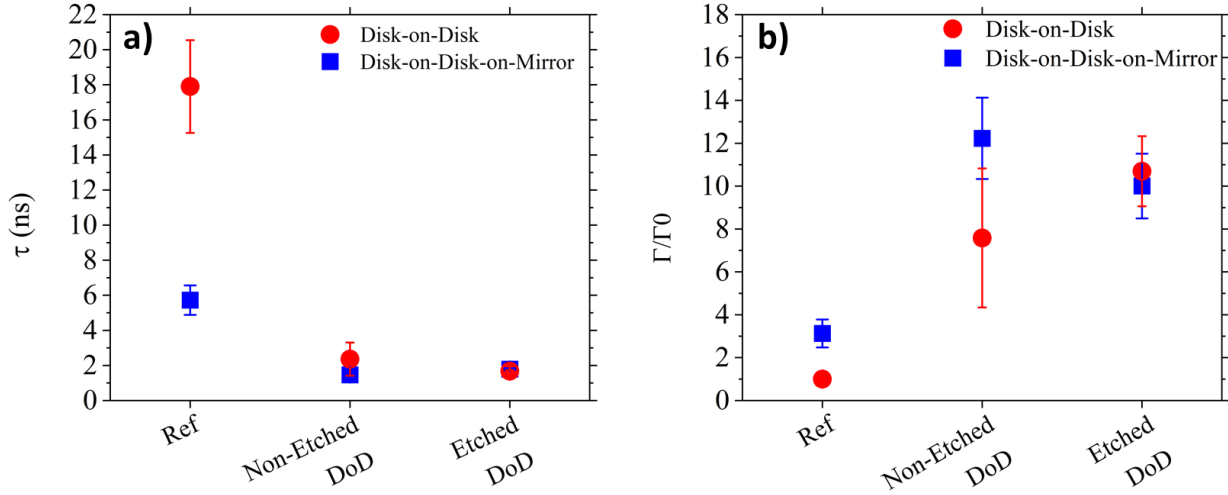 a)
Disk-on-Disk
Disk-on-Disk-on-Mirror
τ (ns)
22
20
18
16
14
12
10
8
6
4
2
0
Ref
Non-Etched
DoD
Etched
DoD
b)
Disk-on-Disk
Disk-on-Disk-on-Mirror
Γ/Γ0
18
16
14
12
10
8
6
4
2
0
Ref
Non-Etched
DoD
Etched
DoD